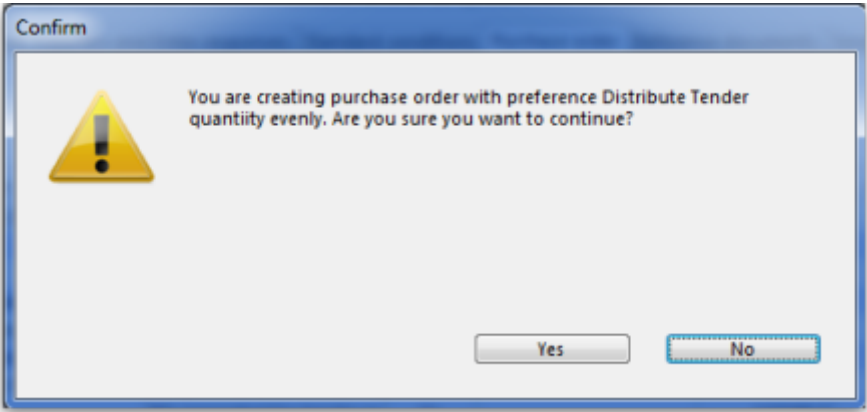 Confirm
You are creating purchase order with preference Distribute Tender
quantiity evenly. Are you sure you want to continue?
Yes
No